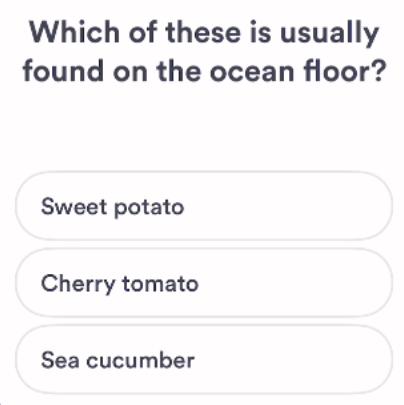 Which of these is usually
found on the ocean floor?
Sweet potato
Cherry tomato
Sea cucumber